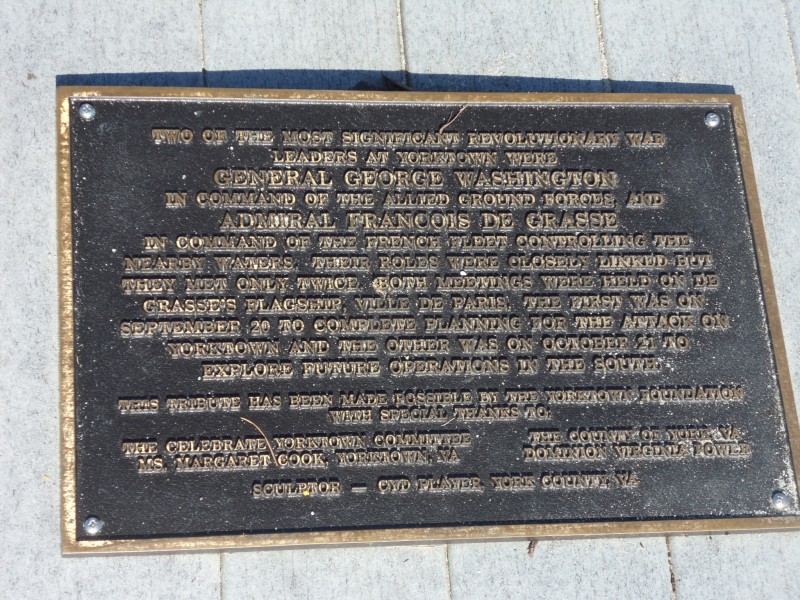 TWO OF THE MOST SIGNIFICANT REVOLUTIONARY WAR
LEADERS AT YORKTOWN WERE
GENERAL GEORGE WASHINGTON
IN COMMAND OF THE ALLIED GROUND FORCES, AND
ADMIRAL FRANCOIS DE GRASSE
IN COMMAND OF THE FRENCH FLEET CONTROLLING THE
NEARBY WATERS. THEIR ROLES WERE CLOSELY LINKED BUT
THEY MET ONLY TWICE. BOTH MEETINGS WERE HELD ON DE
GRASSE'S FLAGSHIP, VILLE DE PARIS. THE FIRST WAS ON
SEPTEMBER 20 TO COMPLETE PLANNING FOR THE ATTACK ON
YORKTOWN AND THE OTHER WAS ON OCTOBER 21 TO
EXPLORE FUTURE OPERATIONS IN THE SOUTH.
THIS TRIBUTE HAS BEEN MADE POSSIBLE BY THE YORKTOWN FOUNDATION
WITH SPECIAL THANKS TO:
THE CELEBRATE YORKTOWN COMMITTEE
MS. MARGARET COOK, YORKTOWN, VA
THE COUNTY OF YORK, VA
DOMINION VIRGINIA POWER
SCULPTOR — CYD PLAYER, YORK COUNTY, VA